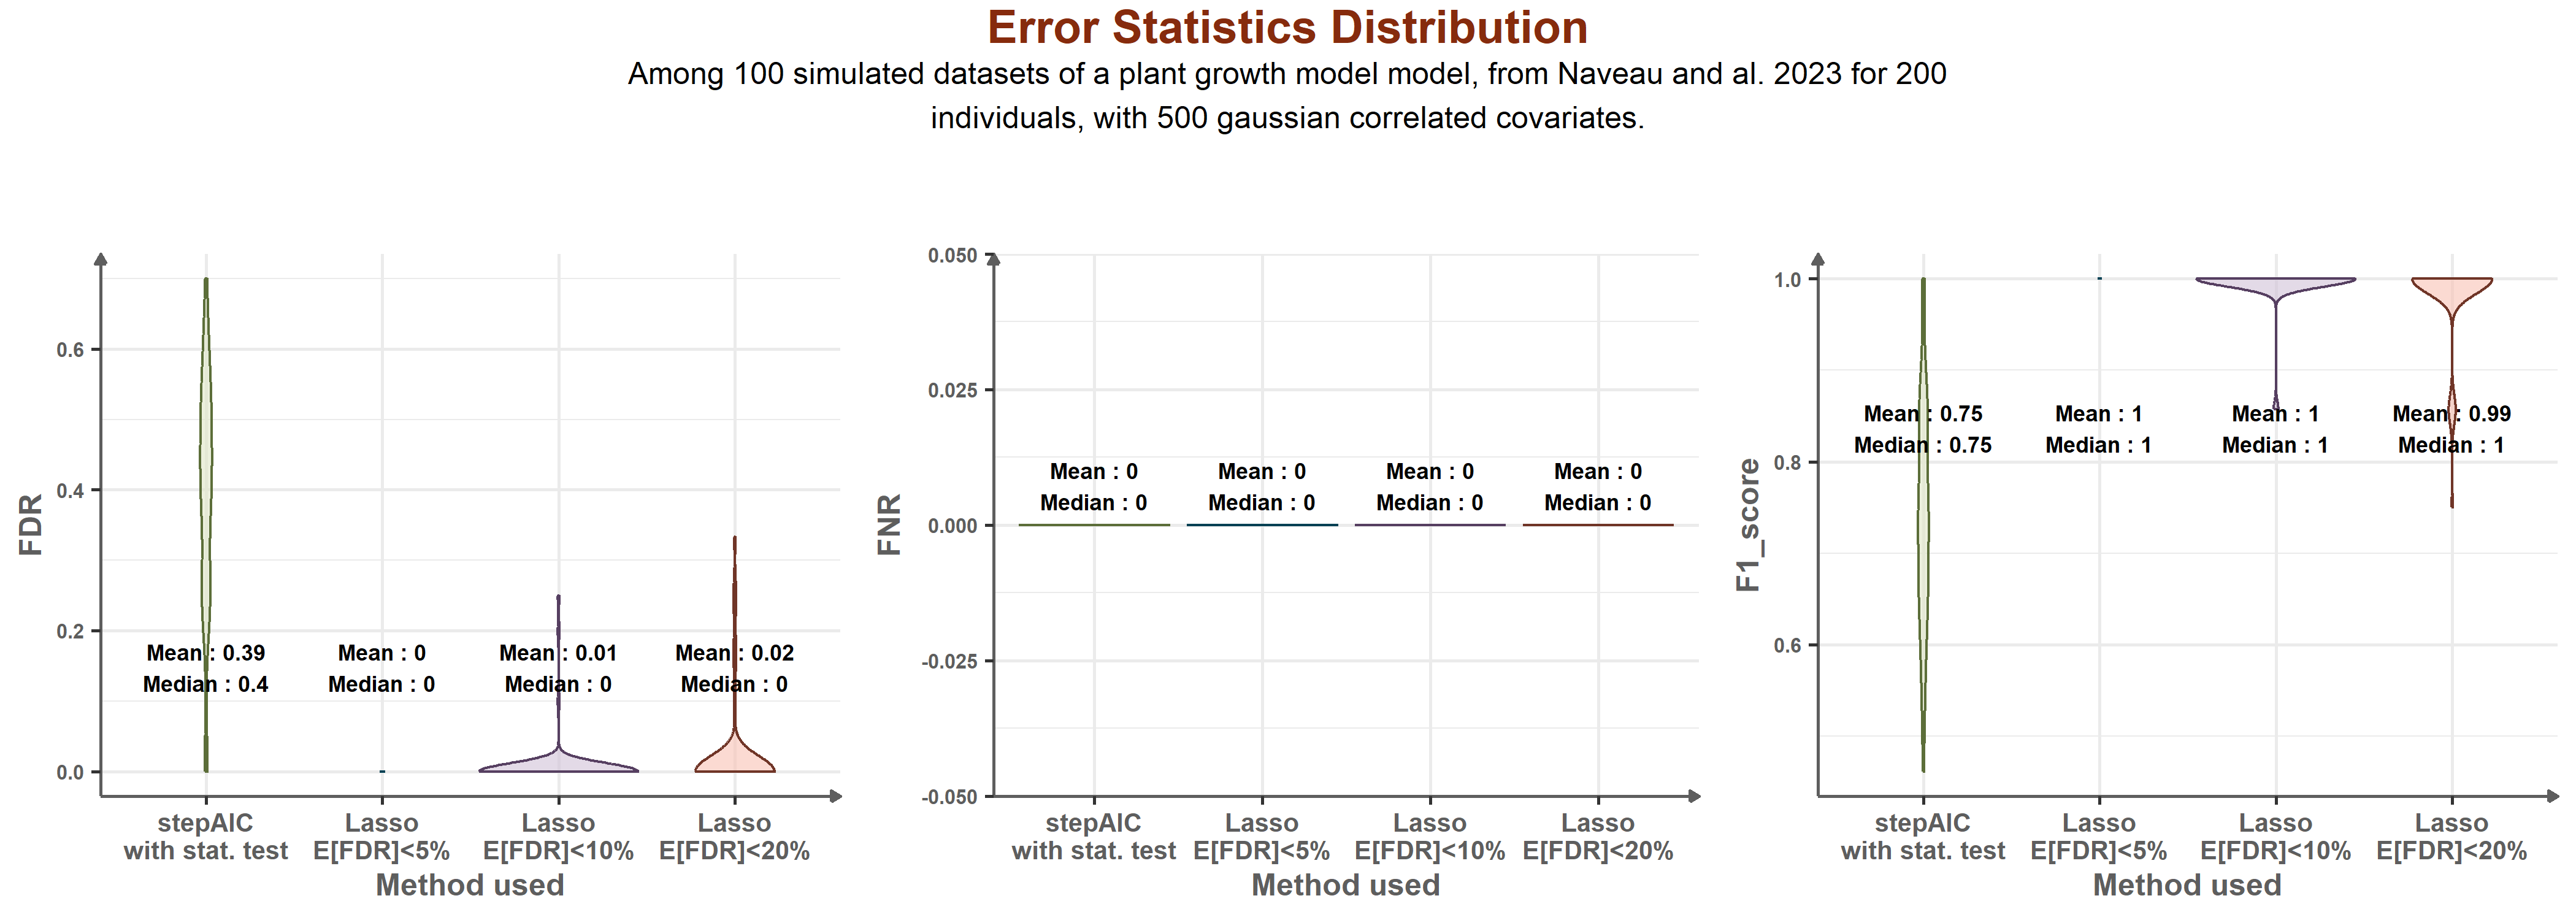 Error Statistics Distribution
Among 100 simulated datasets of a plant growth model model, from Naveau and al. 2023 for 200
individuals, with 500 gaussian correlated covariates.
FDR
0.6
0.4
0.2
0.0
Mean : 0.39
Median : 0.4
Mean : 0
Median : 0
Mean : 0.01
Median : 0
Mean : 0.02
Median : 0
stepAIC
with stat. test
Lasso
E[FDR]<5%
Lasso
E[FDR]<10%
Lasso
E[FDR]<20%
Method used
FNR
0.050
0.025
0.000
-0.025
-0.050
Mean : 0
Median : 0
Mean : 0
Median : 0
Mean : 0
Median : 0
Mean : 0
Median : 0
stepAIC
with stat. test
Lasso
E[FDR]<5%
Lasso
E[FDR]<10%
Lasso
E[FDR]<20%
Method used
F1_score
1.0
0.8
0.6
Mean : 0.75
Median : 0.75
Mean : 1
Median : 1
Mean : 1
Median : 1
Mean : 0.99
Median : 1
stepAIC
with stat. test
Lasso
E[FDR]<5%
Lasso
E[FDR]<10%
Lasso
E[FDR]<20%
Method used